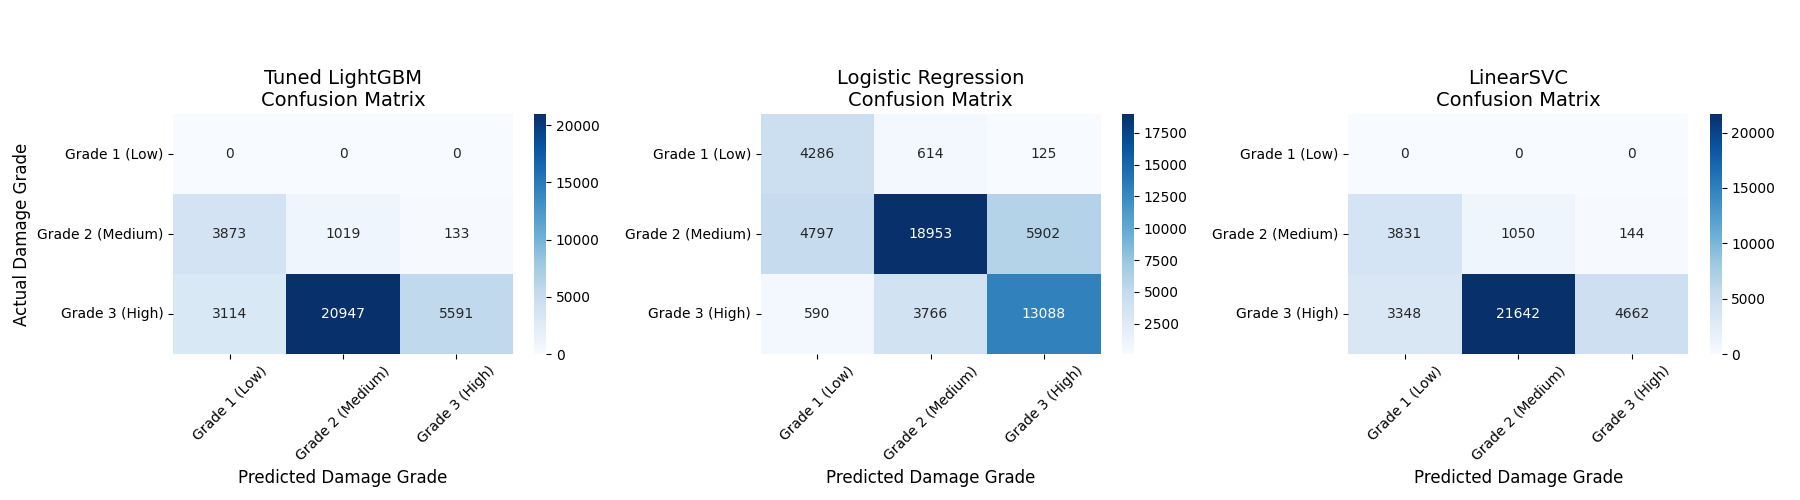 Tuned LightGBM
Confusion Matrix
Actual Damage Grade
Grade 1 (Low)
Grade 2 (Medium)
Grade 3 (High)
0 0 0
3873 1019 133
3114 20947 5591
20000
15000
10000
5000
0
Grade 1 (Low)
Grade 2 (Medium)
Grade 3 (High)
Predicted Damage Grade
Logistic Regression
Confusion Matrix
Grade 1 (Low)
Grade 2 (Medium)
Grade 3 (High)
4286 614 125
4797 18953 5902
590 3766 13088
17500
15000
12500
10000
7500
5000
2500
Grade 1 (Low)
Grade 2 (Medium)
Grade 3 (High)
Predicted Damage Grade
LinearSVC
Confusion Matrix
Grade 1 (Low)
Grade 2 (Medium)
Grade 3 (High)
0 0 0
3831 1050 144
3348 21642 4662
20000
15000
10000
5000
0
Grade 1 (Low)
Grade 2 (Medium)
Grade 3 (High)
Predicted Damage Grade